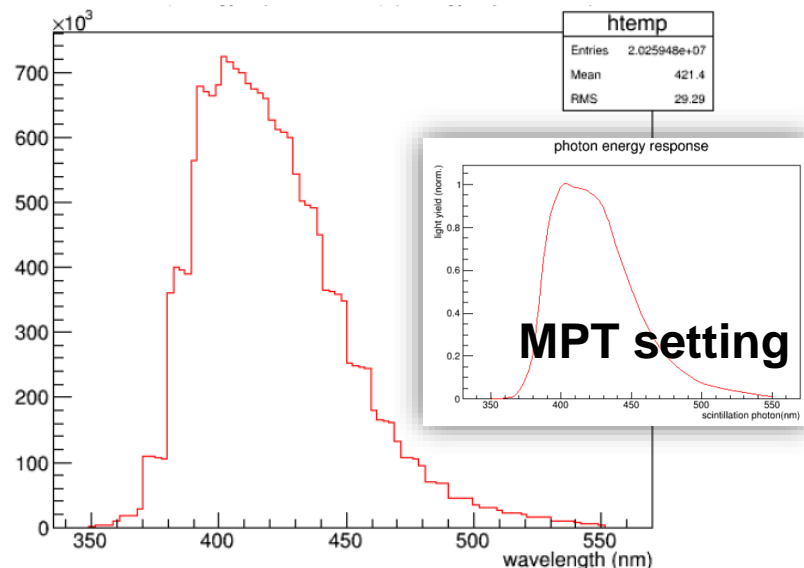 ×10³
htemp
Entries 2.025948e+07
Mean 421.4
RMS 29.29
700
600
500
400
300
200
100
0
350 400 450 500 550
wavelength (nm)
photon energy response
light yield (norm.)
1
0.8
0.6
0.4
0.2
0
MPT setting
350 400 450 500 550
scintillation photon(nm)